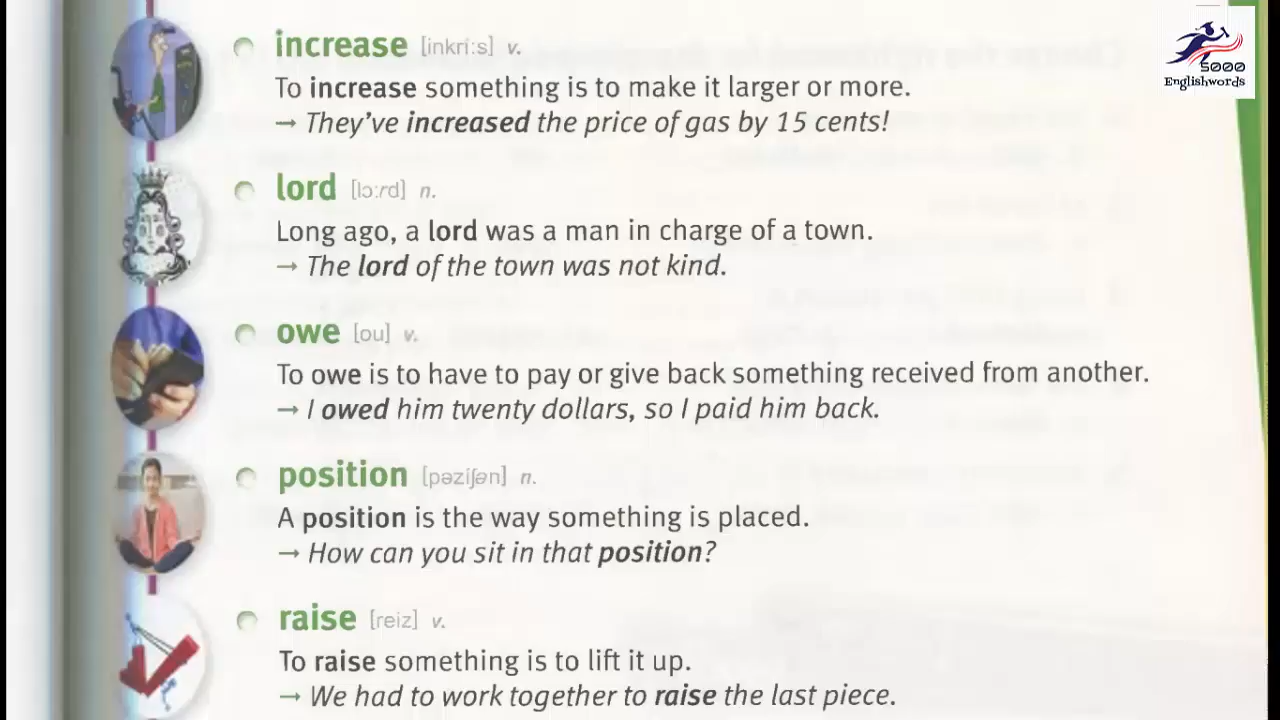 increase [inkríːs] v.
To increase something is to make it larger or more.
→ They've increased the price of gas by 15 cents!
lord [lɔːrd] n.
Long ago, a lord was a man in charge of a town.
→ The lord of the town was not kind.
owe [ou] v.
To owe is to have to pay or give back something received from another.
→ I owed him twenty dollars, so I paid him back.
position [pəziʃən] n.
A position is the way something is placed.
→ How can you sit in that position?
raise [reiz] v.
To raise something is to lift it up.
→ We had to work together to raise the last piece.
5000
Englishwords